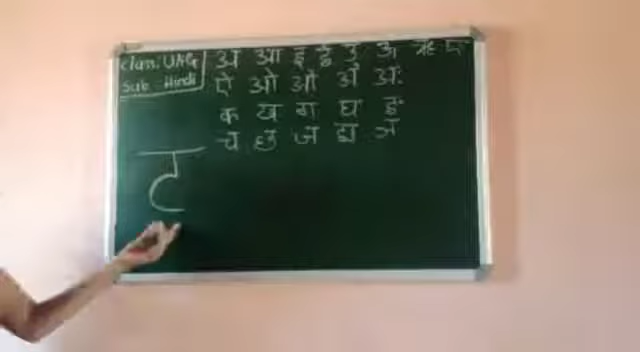 Class: UKG
Sub : Hindi
अ आ इ ई उ ऊ ऋ ए
ऐ ओ औ अं अः
क ख ग घ ङ
च छ ज झ ञ
ट